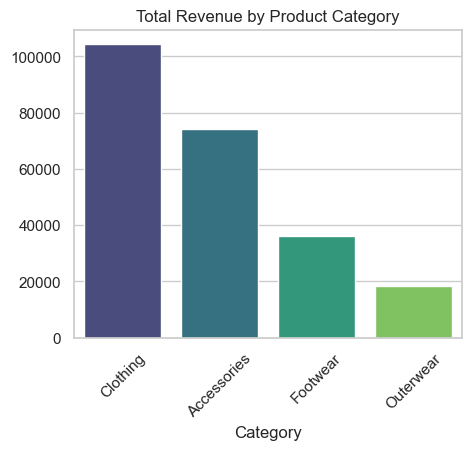 Total Revenue by Product Category
100000
80000
60000
40000
20000
0
Clothing
Accessories
Footwear
Outerwear
Category